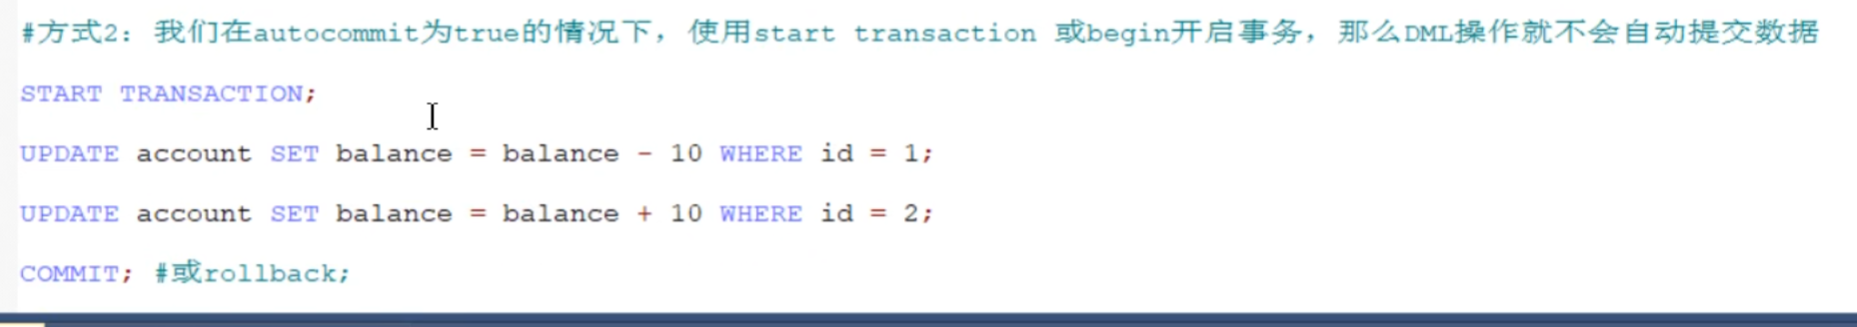 #方式2：我们在autocommit为true的情况下，使用start transaction 或begin开启事务，那么DML操作就不会自动提交数据
START TRANSACTION;
UPDATE account SET balance = balance - 10 WHERE id = 1;
UPDATE account SET balance = balance + 10 WHERE id = 2;
COMMIT; #或rollback;